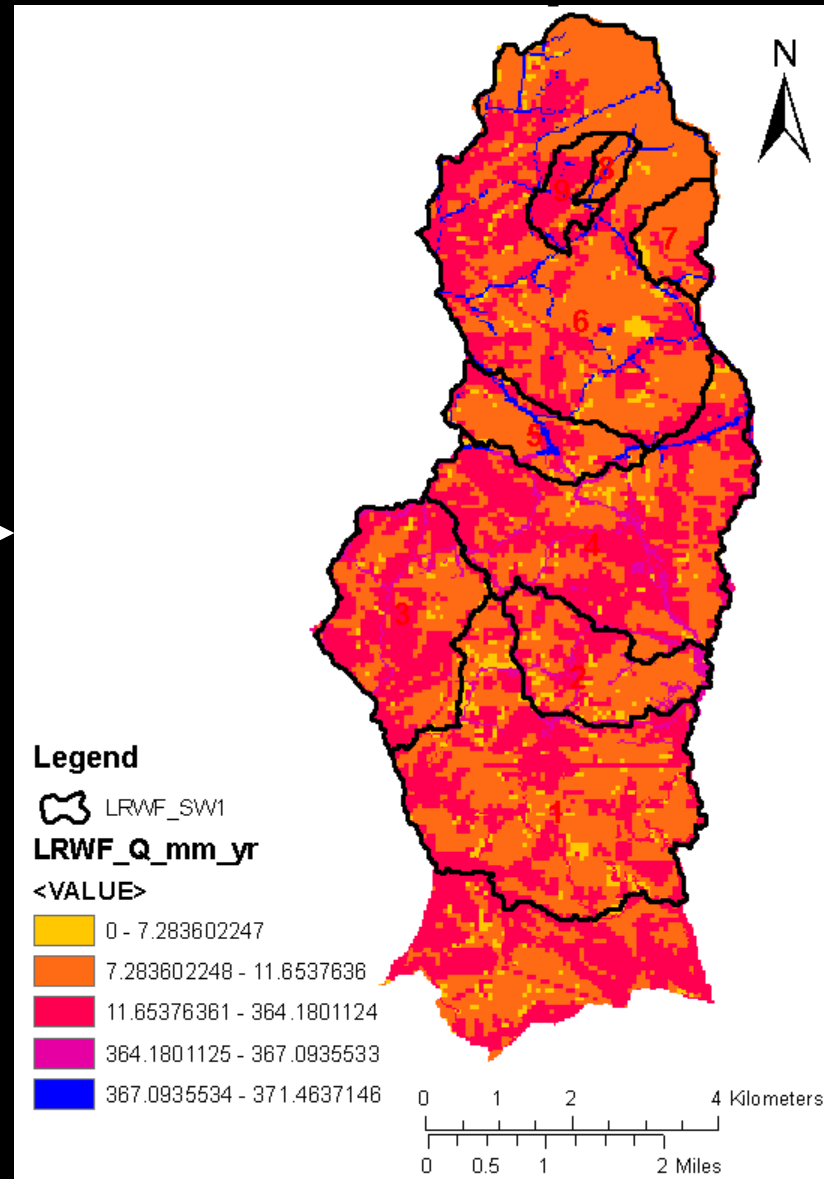 N
8
9
7
6
5
4
3
2
1
Legend
LRWF_SW1
LRWF_Q_mm_yr
<VALUE>
0 - 7.283602247
7.283602248 - 11.6537636
11.65376361 - 364.1801124
364.1801125 - 367.0935533
367.0935534 - 371.4637146
0 1 2 4 Kilometers
0 0.5 1 2 Miles